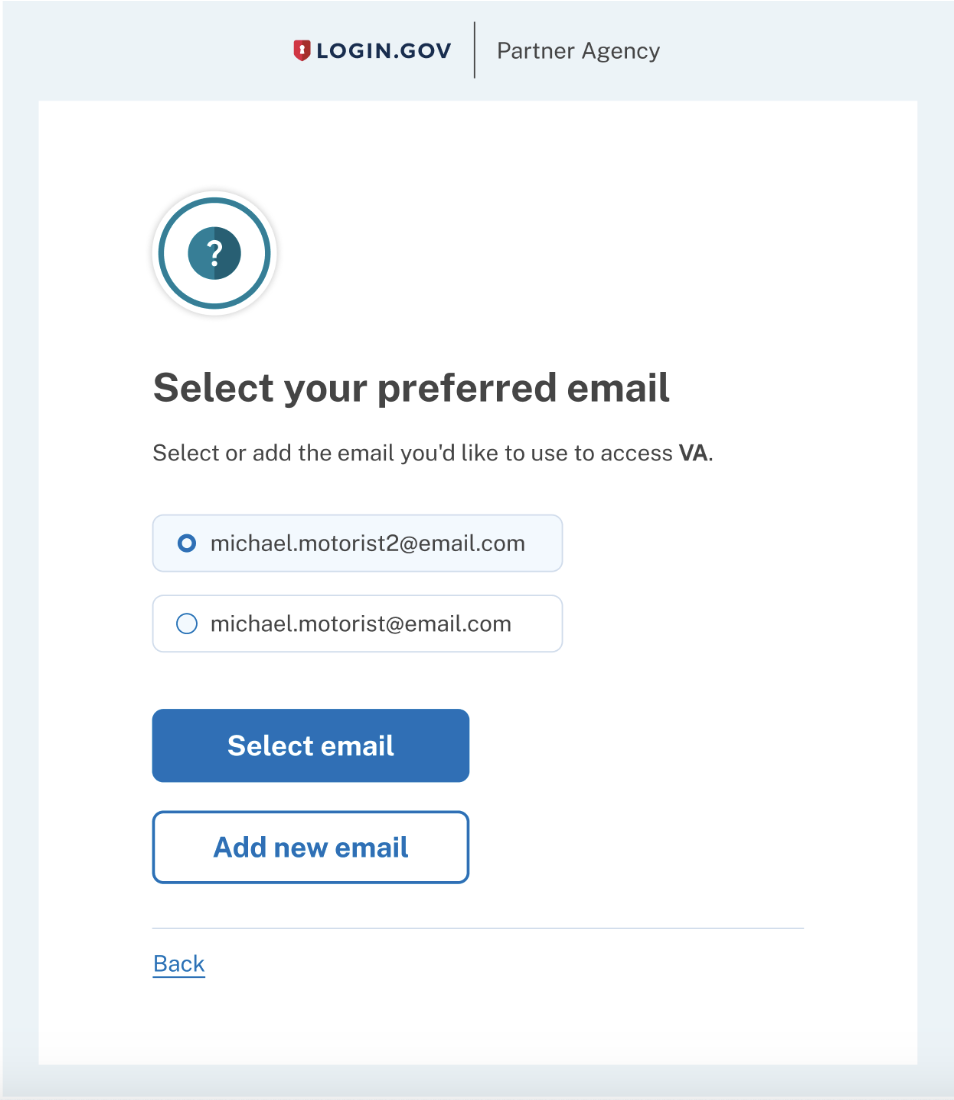 LOGIN.GOV Partner Agency
?
Select your preferred email
Select or add the email you'd like to use to access VA.
michael.motorist2@email.com
michael.motorist@email.com
Select email
Add new email
Back